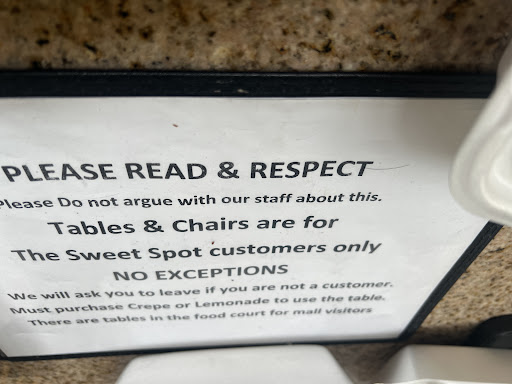 PLEASE READ & RESPECT
Please Do not argue with our staff about this.
Tables & Chairs are for
The Sweet Spot customers only
NO EXCEPTIONS
We will ask you to leave if you are not a customer.
Must purchase Crepe or Lemonade to use the table.
There are tables in the food court for mall visitors